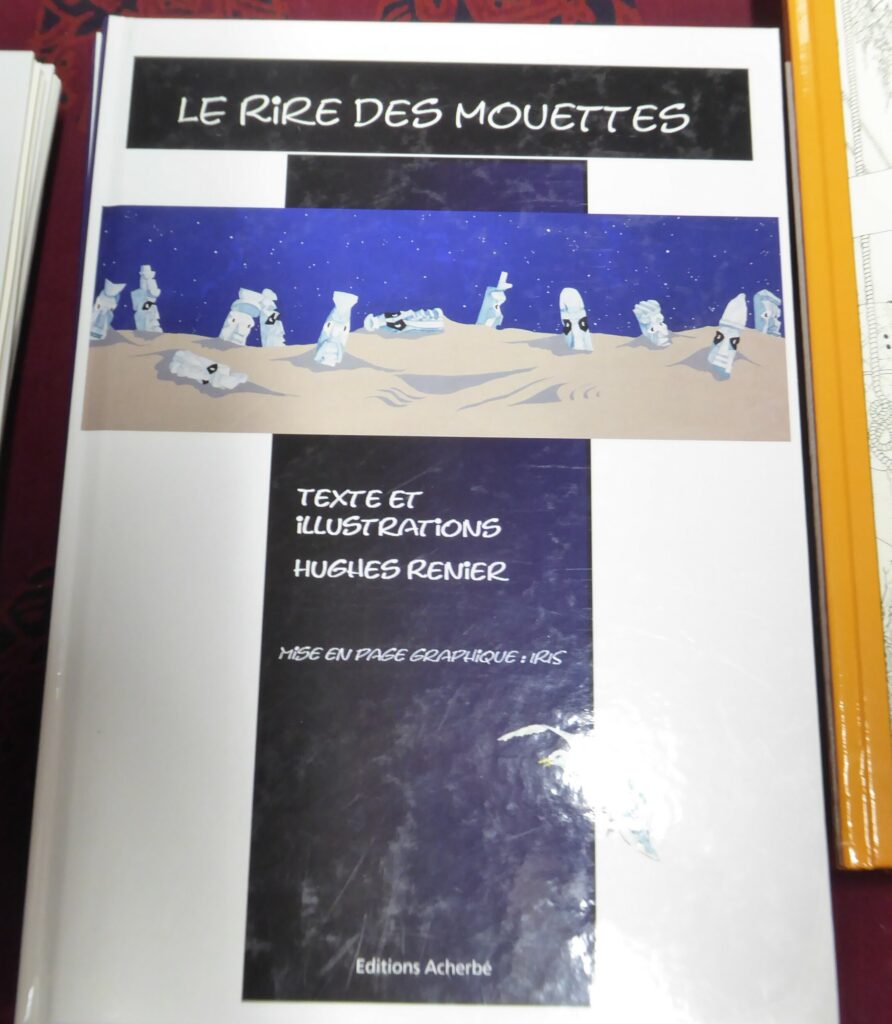 LE RIRE DES MOUETTES
TEXTE ET
ILLUSTRATIONS
HUGHES RENIER
MISE EN PAGE GRAPHIQUE : IRIS
Editions Acherbé